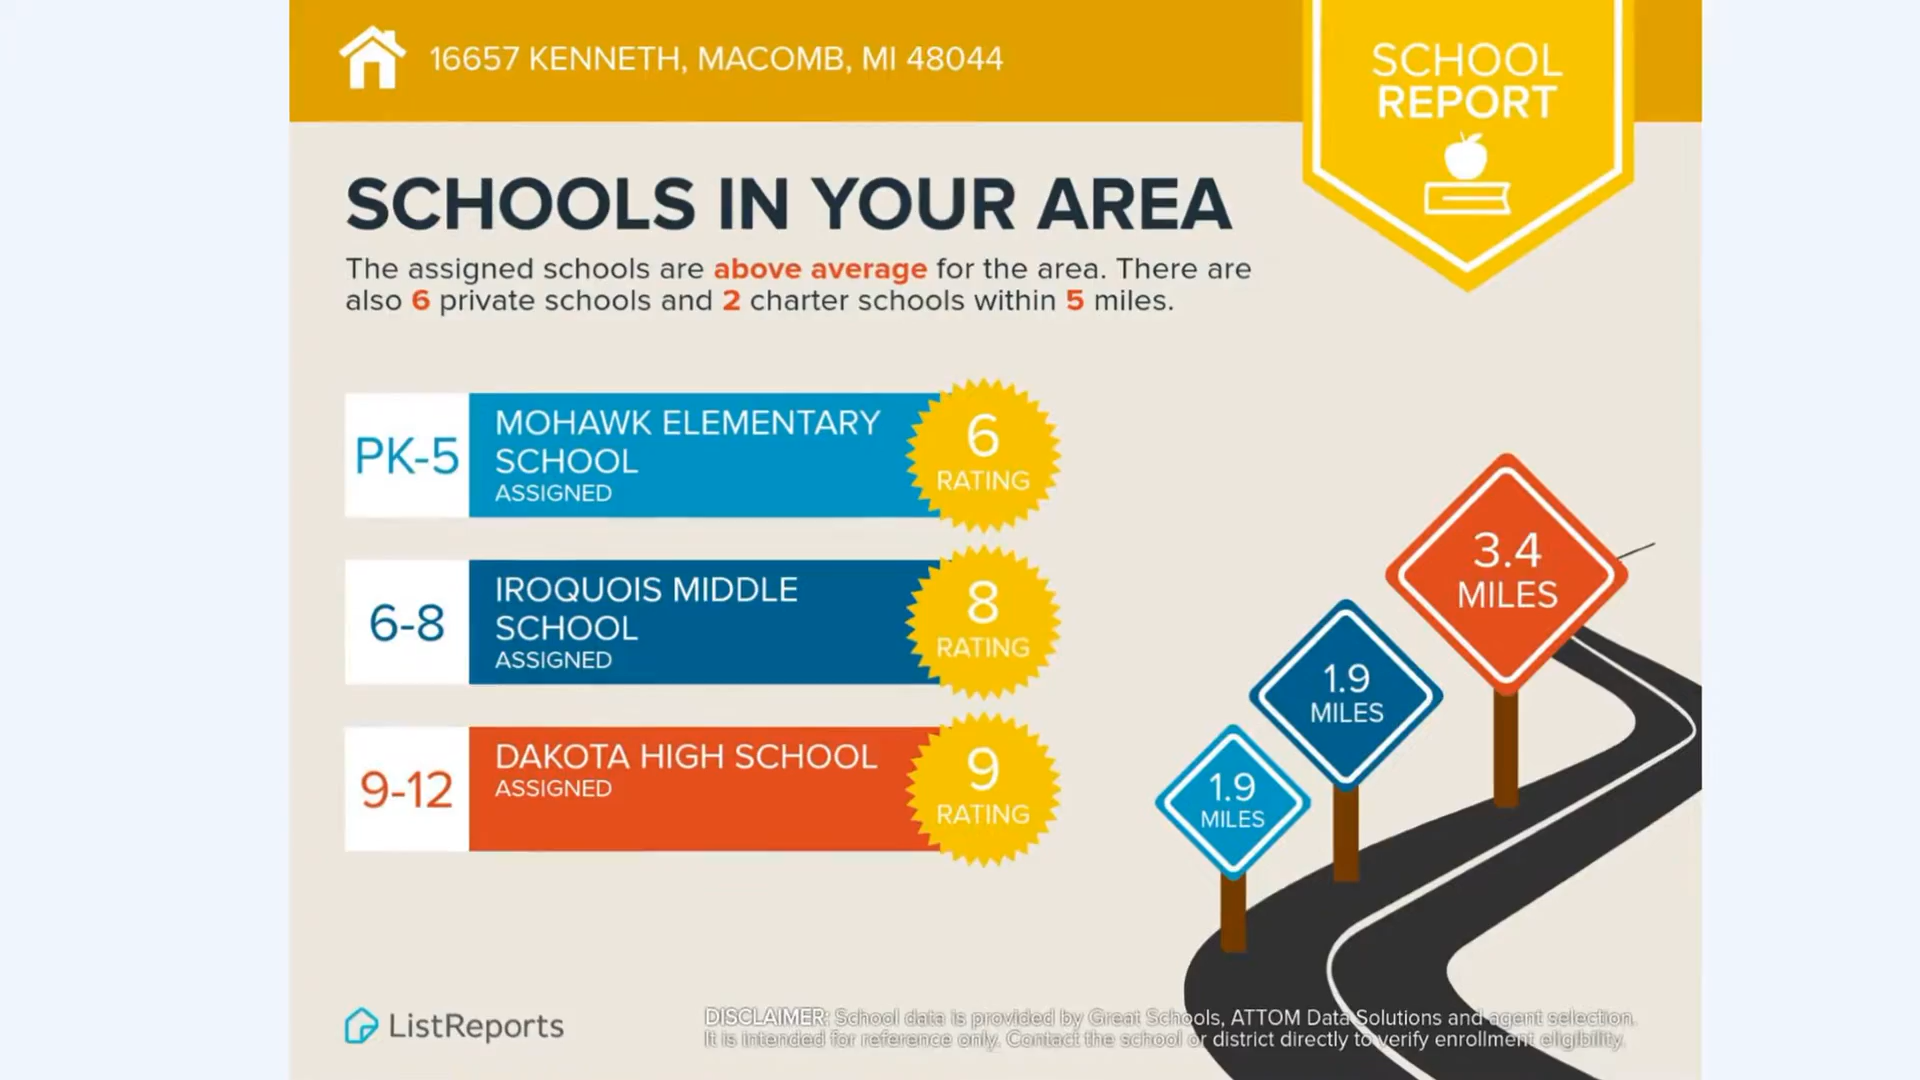 16657 KENNETH, MACOMB, MI 48044
SCHOOL
REPORT
SCHOOLS IN YOUR AREA
The assigned schools are above average for the area. There are
also 6 private schools and 2 charter schools within 5 miles.
PK-5
MOHAWK ELEMENTARY
SCHOOL
ASSIGNED
6
RATING
6-8
IROQUOIS MIDDLE
SCHOOL
ASSIGNED
8
RATING
9-12
DAKOTA HIGH SCHOOL
ASSIGNED
9
RATING
3.4
MILES
1.9
MILES
1.9
MILES
ListReports
DISCLAIMER: School data is provided by Great Schools, ATTOM Data Solutions and agent selection.
It is intended for reference only. Contact the school or district directly to verify enrollment eligibility.